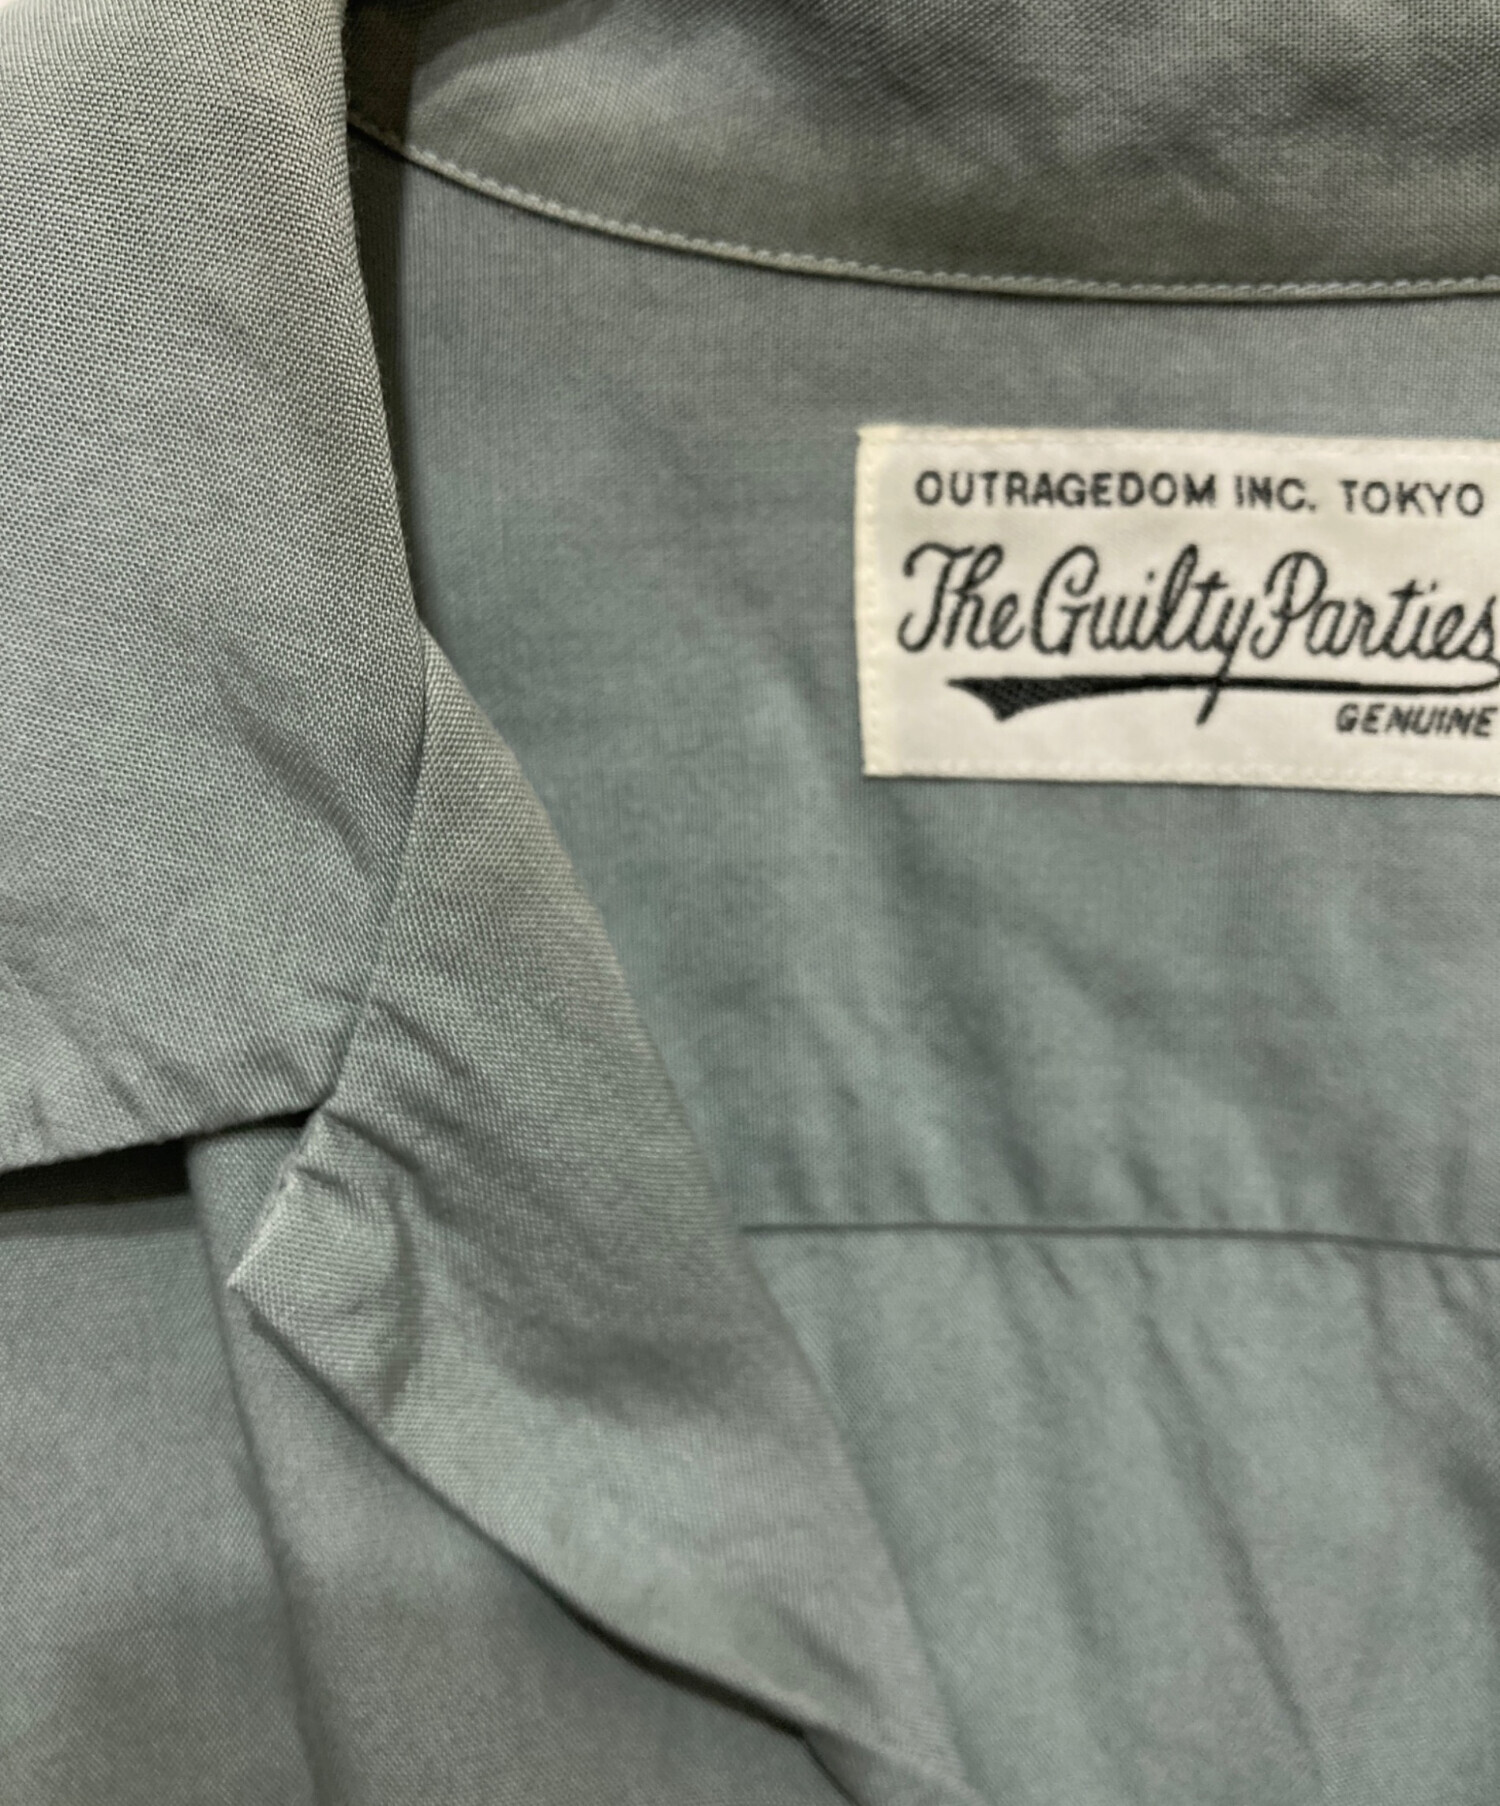 OUTRAGEDOM INC. TOKYO
The Guilty Parties
GENUINE